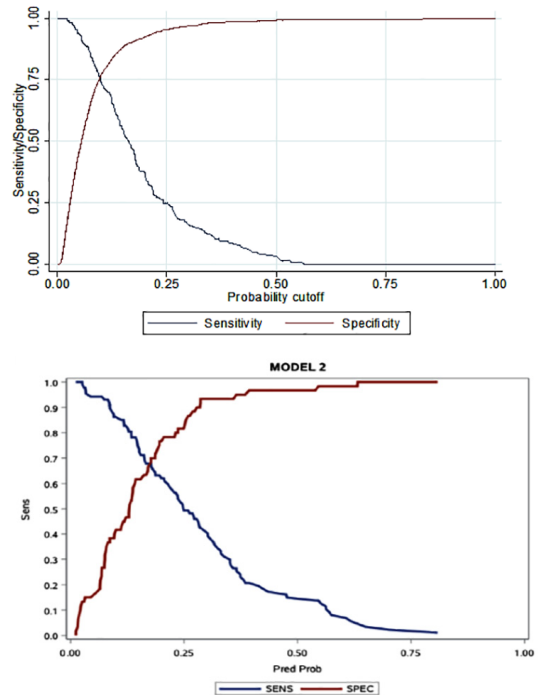 1.00
0.75
0.50
0.25
0.00
Sensitivity/Specificity
0.00 0.25 0.50 0.75 1.00
Probability cutoff
Sensitivity Specificity
MODEL 2
1.0
0.9
0.8
0.7
0.6
0.5
0.4
0.3
0.2
0.1
0.0
Sens
0.00 0.25 0.50 0.75 1.00
Pred Prob
SENS SPEC